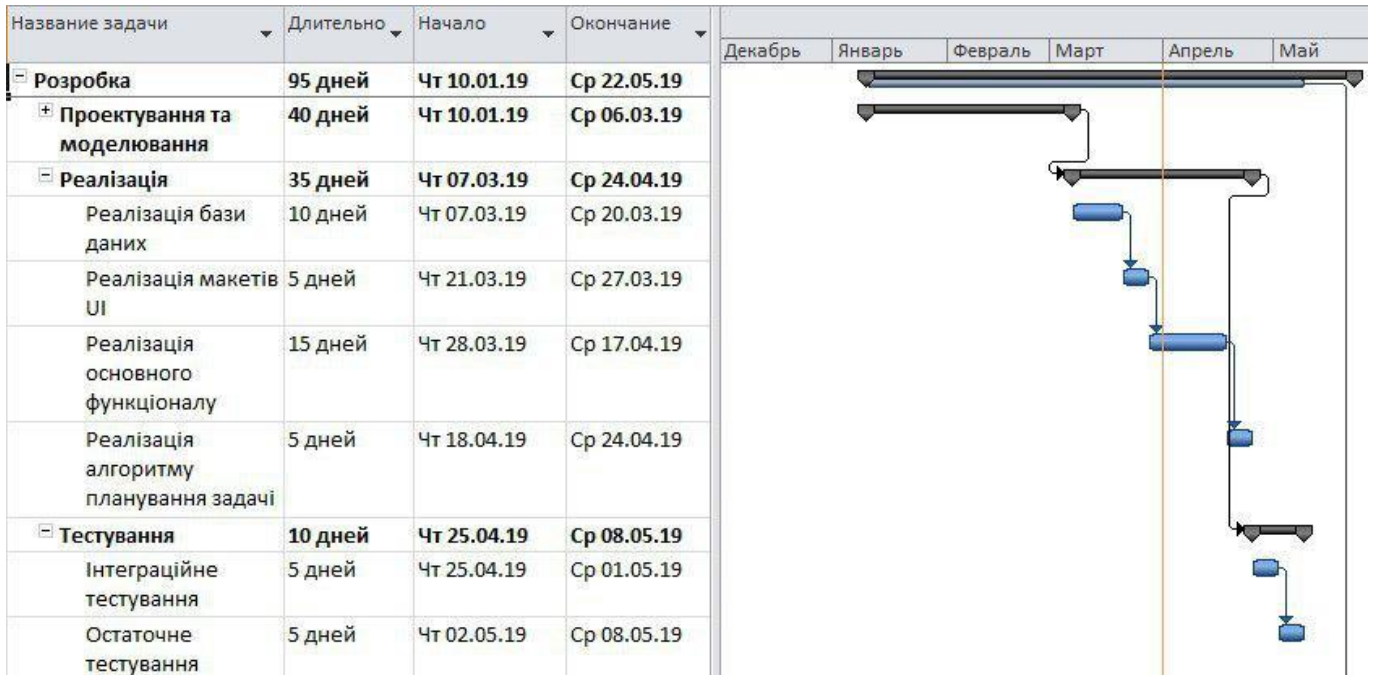 Название задачи Длительно Начало Окончание
Декабрь Январь Февраль Март Апрель Май
Розробка 95 дней Чт 10.01.19 Ср 22.05.19
Проектування та 40 дней Чт 10.01.19 Ср 06.03.19
моделювання
Реалізація 35 дней Чт 07.03.19 Ср 24.04.19
Реалізація бази 10 дней Чт 07.03.19 Ср 20.03.19
даних
Реалізація макетів 5 дней Чт 21.03.19 Ср 27.03.19
UI
Реалізація 15 дней Чт 28.03.19 Ср 17.04.19
основного
функціоналу
Реалізація 5 дней Чт 18.04.19 Ср 24.04.19
алгоритму
планування задачі
Тестування 10 дней Чт 25.04.19 Ср 08.05.19
Інтеграційне 5 дней Чт 25.04.19 Ср 01.05.19
тестування
Остаточне 5 дней Чт 02.05.19 Ср 08.05.19
тестування